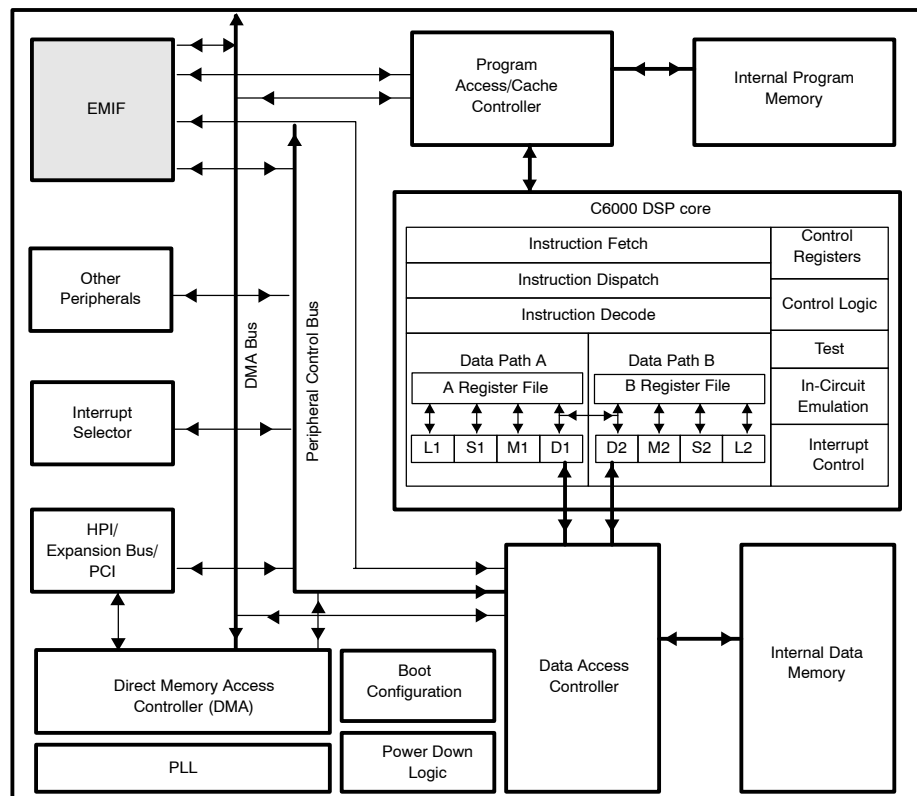 EMIF
Program
Access/Cache
Controller
Internal Program
Memory
C6000 DSP core
Instruction Fetch
Control
Registers
Instruction Dispatch
Control Logic
Instruction Decode
Other
Peripherals
DMA Bus
Peripheral Control Bus
Data Path A
Data Path B
Test
A Register File
B Register File
In-Circuit
Emulation
Interrupt
Selector
L1
S1
M1
D1
D2
M2
S2
L2
Interrupt
Control
HPI/
Expansion Bus/
PCI
Direct Memory Access
Controller (DMA)
Boot
Configuration
Data Access
Controller
Internal Data
Memory
PLL
Power Down
Logic